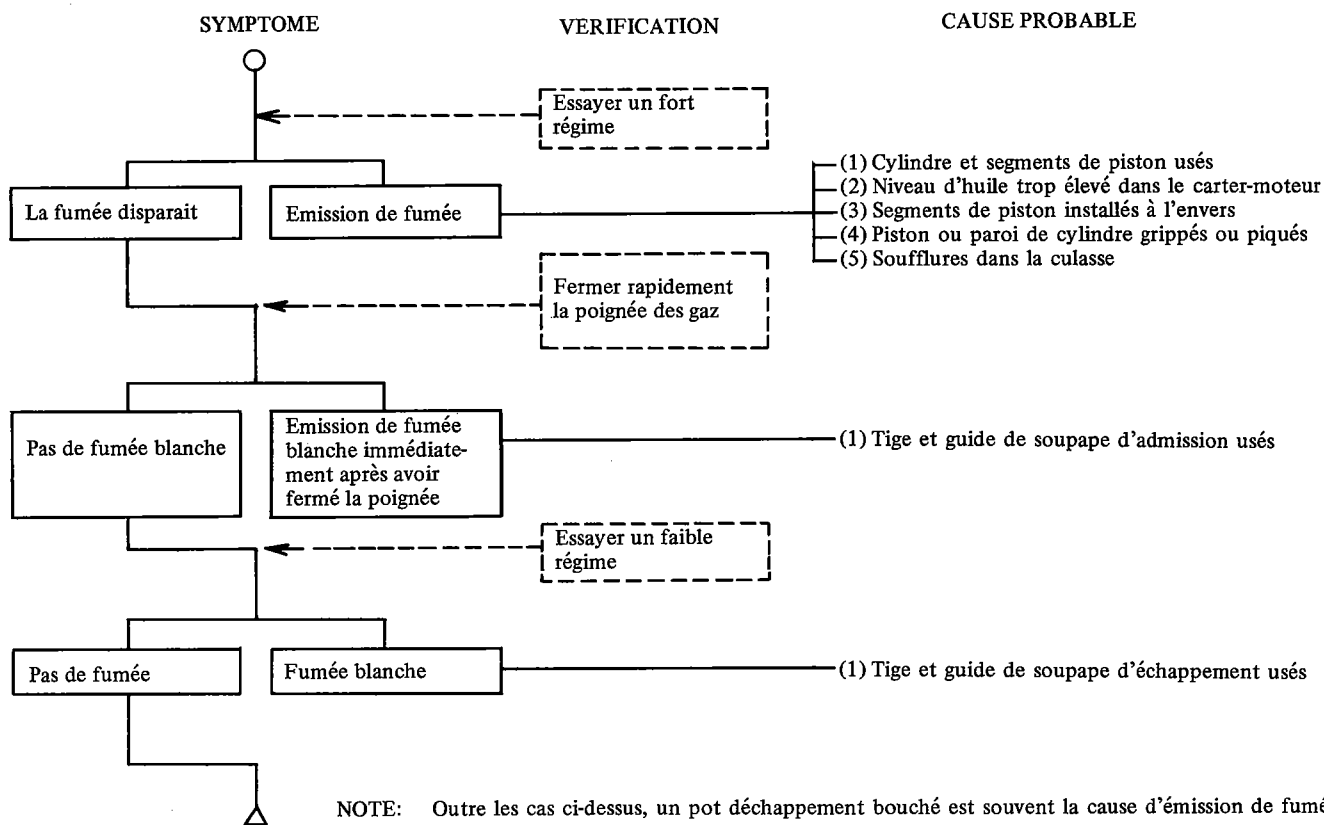 SYMPTOME
VERIFICATION
CAUSE PROBABLE
Essayer un fort
régime
La fumée disparait
Emission de fumée
(1) Cylindre et segments de piston usés
(2) Niveau d'huile trop élevé dans le carter-moteur
(3) Segments de piston installés à l'envers
(4) Piston ou paroi de cylindre grippés ou piqués
(5) Soufflures dans la culasse
Fermer rapidement
la poignée des gaz
Pas de fumée blanche
Emission de fumée
blanche immédiate-
ment après avoir
fermé la poignée
(1) Tige et guide de soupape d'admission usés
Essayer un faible
régime
Pas de fumée
Fumée blanche
(1) Tige et guide de soupape d'échappement usés
NOTE: Outre les cas ci-dessus, un pot déchappement bouché est souvent la cause d'émission de fumé